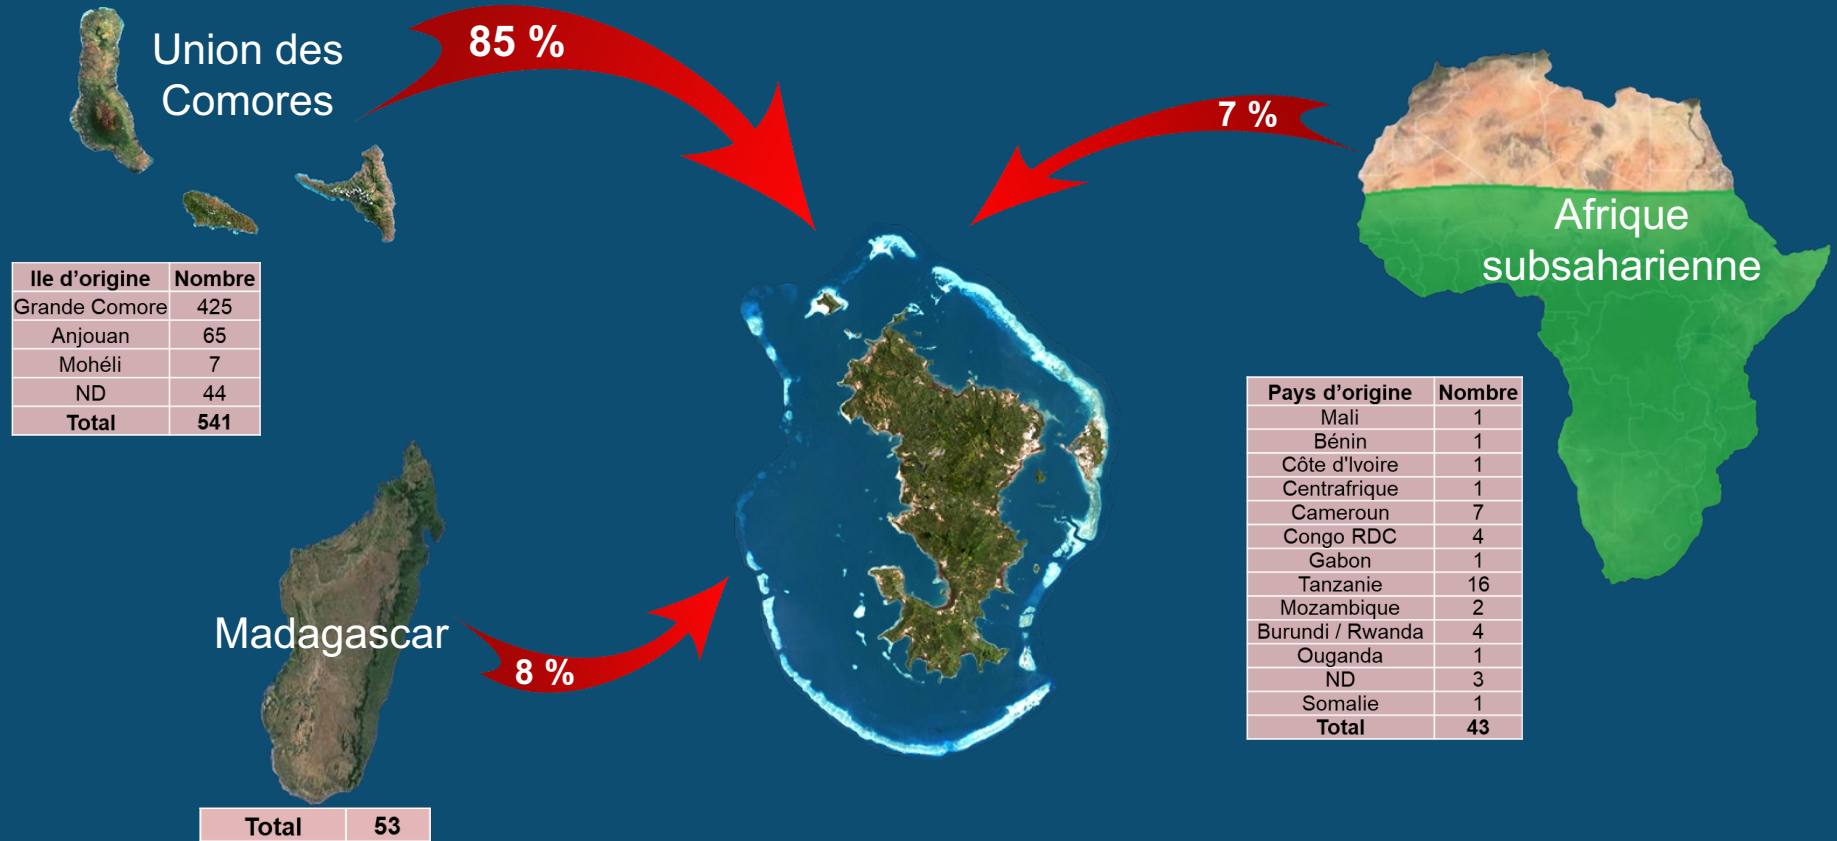 Union des
Comores
85 %
7 %
Afrique
subsaharienne
Ile d'origine Nombre
Grande Comore 425
Anjouan 65
Mohéli 7
ND 44
Total 541
Pays d'origine Nombre
Mali 1
Bénin 1
Côte d'Ivoire 1
Centrafrique 1
Cameroun 7
Congo RDC 4
Gabon 1
Tanzanie 16
Mozambique 2
Burundi / Rwanda 4
Ouganda 1
ND 3
Somalie 1
Total 43
Madagascar
8 %
Total 53